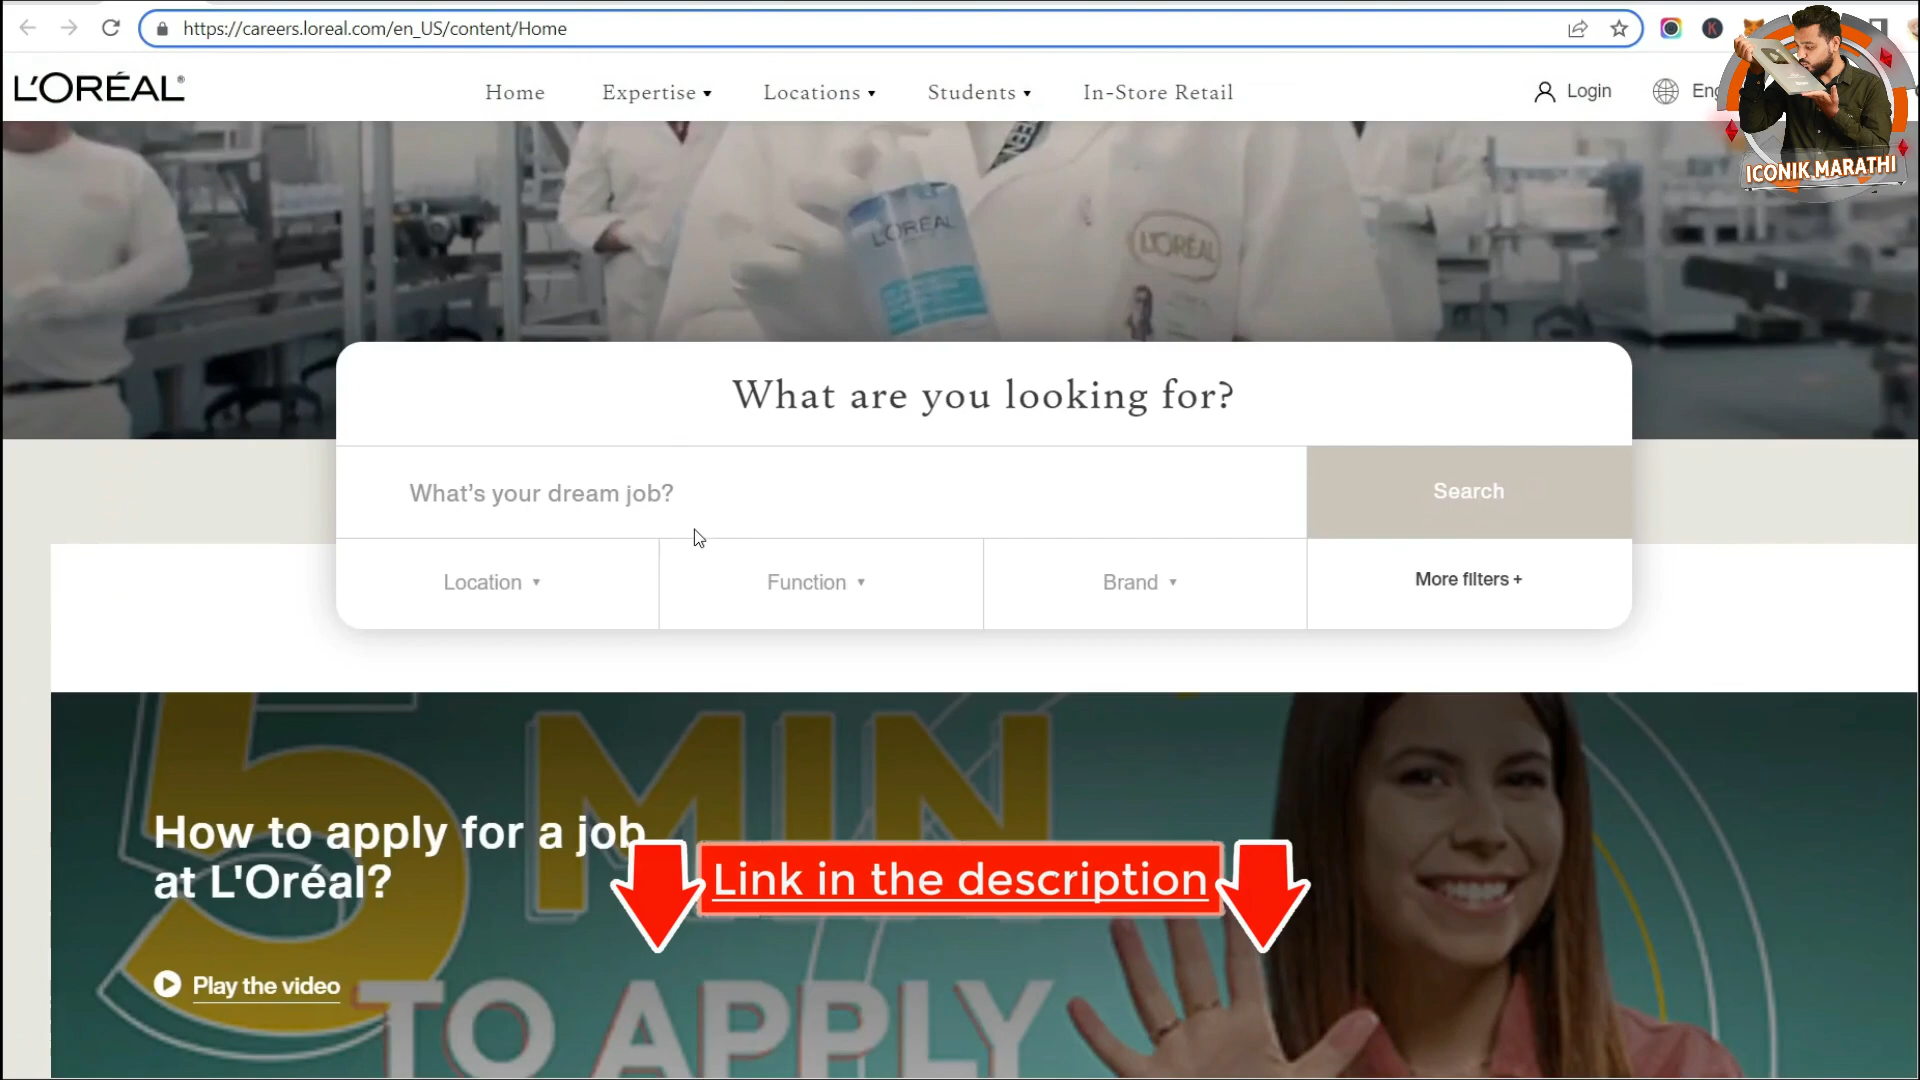 https://careers.loreal.com/en_US/content/Home
L'ORÉAL®
Home
Expertise ▾
Locations ▾
Students ▾
In-Store Retail
Login
Eng
ICONIK MARATHI
L'ORÉAL
L'ORÉAL
What are you looking for?
What's your dream job?
Search
Location ▾
Function ▾
Brand ▾
More filters +
5 MIN
TO APPLY
How to apply for a job
at L'Oréal?
Link in the description
Play the video